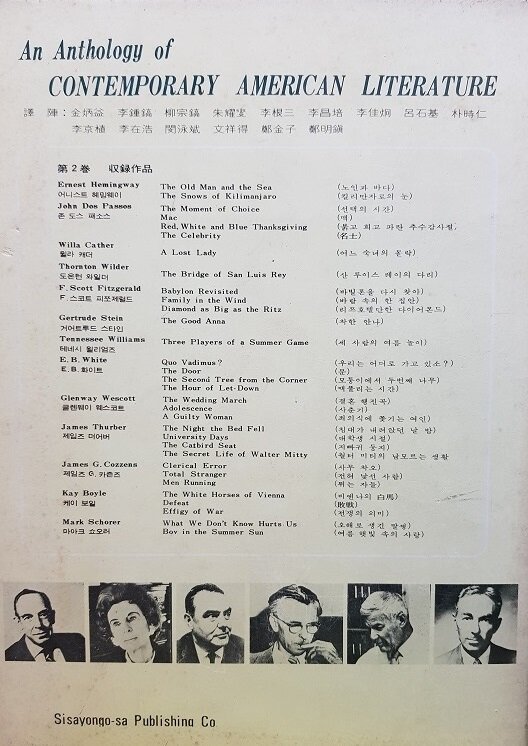 An Anthology of
CONTEMPORARY AMERICAN LITERATURE
譯 陣 : 金炳益 李鍾鎬 柳宗鎬 朱耀燮 李根三 李昌培 李佳炯 呂石基 朴時仁
李京植 李在浩 閔泳斌 文祥得 鄭金子 鄭明鎭
第2巻 収録作品
Ernest Hemingway The Old Man and the Sea (노인과 바다)
어니스트 헤밍웨이 The Snows of Kilimanjaro (킬리만자로의 눈)
John Dos Passos The Moment of Choice (선택의 시간)
존 도스 패소스 Mac (맥)
Red, White and Blue Thanksgiving 희고 파란 추수감사절)
The Celebrity (名士)
Willa Cather A Lost Lady (어느 숙녀의 몰락)
윌라 캐더
Thornton Wilder The Bridge of San Luis Rey (산 루이스 레이의 다리)
도온턴 와일더
F. Scott Fitzgerald Babylon Revisited (바빌론을 다시 찾아)
F. 스코트 피쯔제럴드 Family in the Wind (바람 속의 한 집안)
Diamond as Big as the Ritz (리쯔호텔만한 다이어몬드)
Gertrude Stein The Good Anna (착한 안나)
거어트루드 스타인
Tennessee Williams Three Players of a Summer Game (세 사람의 여름 놀이)
테네시 윌리엄즈
E. B. White Quo Vadimus? (우리는 어디로 가고 있소?)
E. B. 화이트 The Door (문)
The Second Tree from the Corner (모퉁이에서 두번째 나무)
The Hour of Let-Down (맥풀리는 시간)
Glenway Wescott The Wedding March (결혼 행진곡)
글렌웨이 웨스코트 Adolescence (사춘기)
A Guilty Woman (죄의식에 쫓기는 여인)
James Thurber The Night the Bed Fell (침대가 내려앉던 날 밤)
제임즈 더어버 University Days (대학생 시절)
The Catbird Seat (지빠귀 둥지)
The Secret Life of Walter Mitty (월터 미티의 남모르는 생활
James G. Cozzens Clerical Error (사무 착오)
제임즈 G. 카즌즈 Total Stranger (전혀 낯선 사람)
Men Running (뛰는 자들)
Kay Boyle The White Horses of Vienna (비엔나의 白馬)
케이 보일 Defeat (敗戰)
Effigy of War (전쟁의 의미)
Mark Schorer What We Don't Know Hurts Us (오해로 생긴 말썽)
마아크 쇼오러 Boy in the Summer Sun (여름 햇빛 속의 사랑)
Sisayongo-sa Publishing Co.